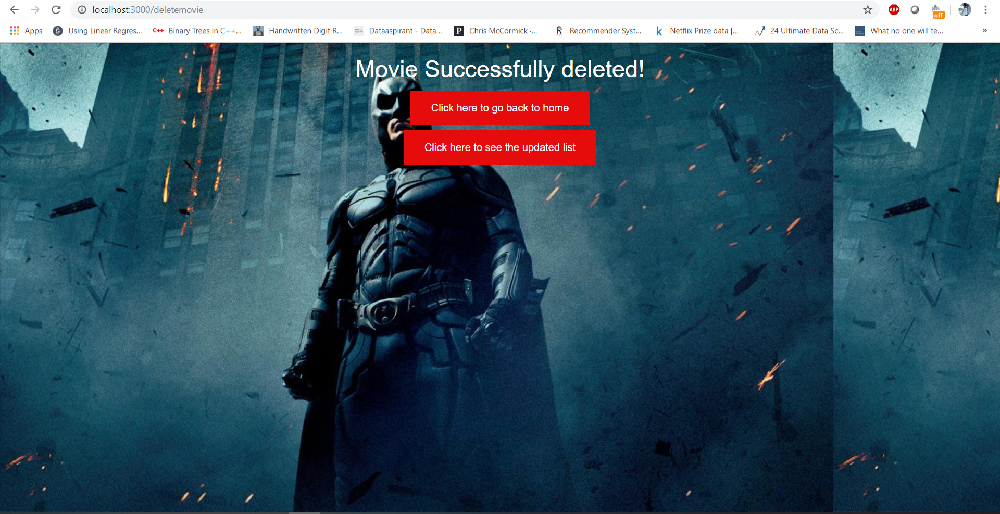 localhost:3000/deletemovie
ABP
off
Apps
Using Linear Regres...
C++ Binary Trees in C++...
Handwritten Digit R...
Dataaspirant - Data...
P Chris McCormick ·...
R Recommender Syst...
k Netflix Prize data |...
24 Ultimate Data Sc...
What no one will te...
»
Movie Successfully deleted!
Click here to go back to home
Click here to see the updated list